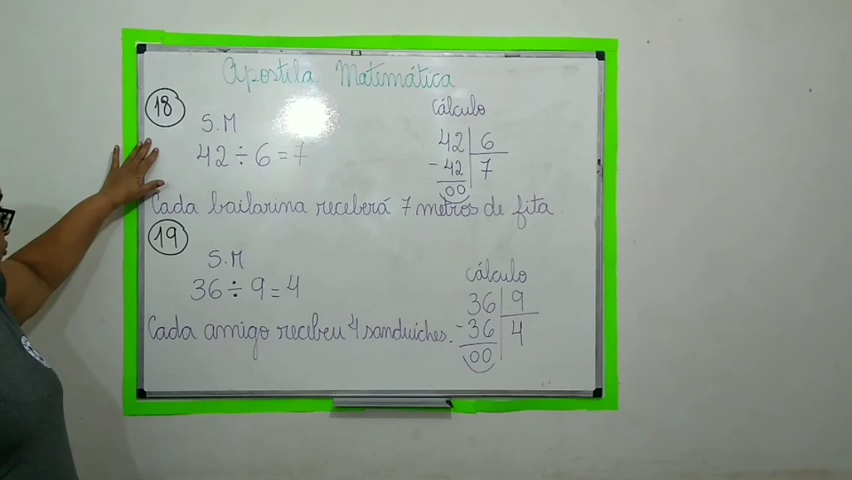 Apostila Matemática
18
S.M
42 ÷ 6 = 7
Cálculo
42 6
- 42 7
00
Cada bailarina receberá 7 metros de fita.
19
S.M
36 ÷ 9 = 4
Cálculo
36 9
- 36 4
00
Cada amigo recebeu 4 sanduiches.